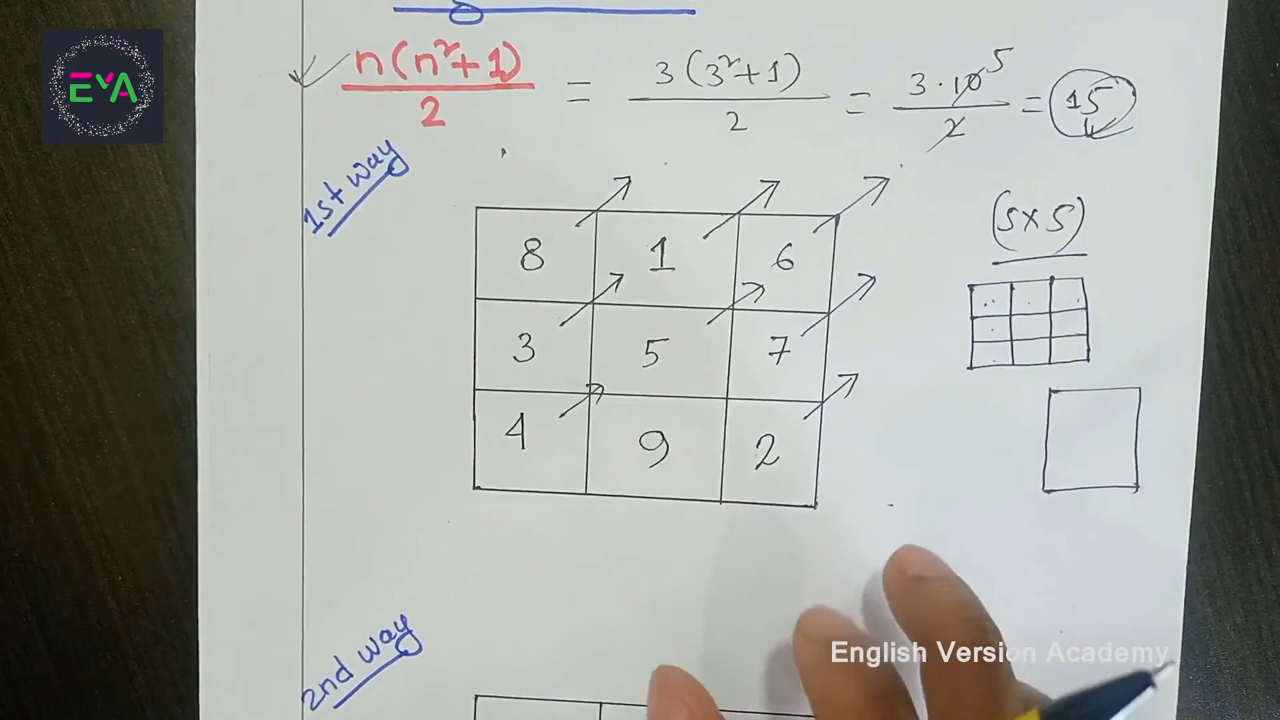 EVA
n(n²+1)/2 = 3(3²+1)/2 = 3·10/2 5 = 15
1st way
(5×5)
8 1 6
3 5 7
4 9 2
2nd way
English Version Academy